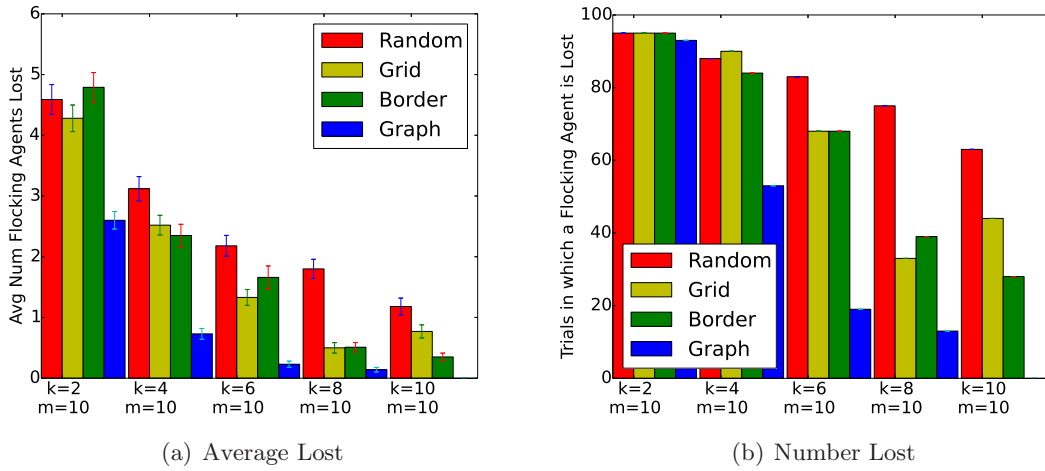 6
5
4
3
2
1
0
Avg Num Flocking Agents Lost
Random
Grid
Border
Graph
k=2 k=4 k=6 k=8 k=10
m=10 m=10 m=10 m=10 m=10
(a) Average Lost
100
80
60
40
20
0
Trials in which a Flocking Agent is Lost
Random
Grid
Border
Graph
k=2 k=4 k=6 k=8 k=10
m=10 m=10 m=10 m=10 m=10
(b) Number Lost